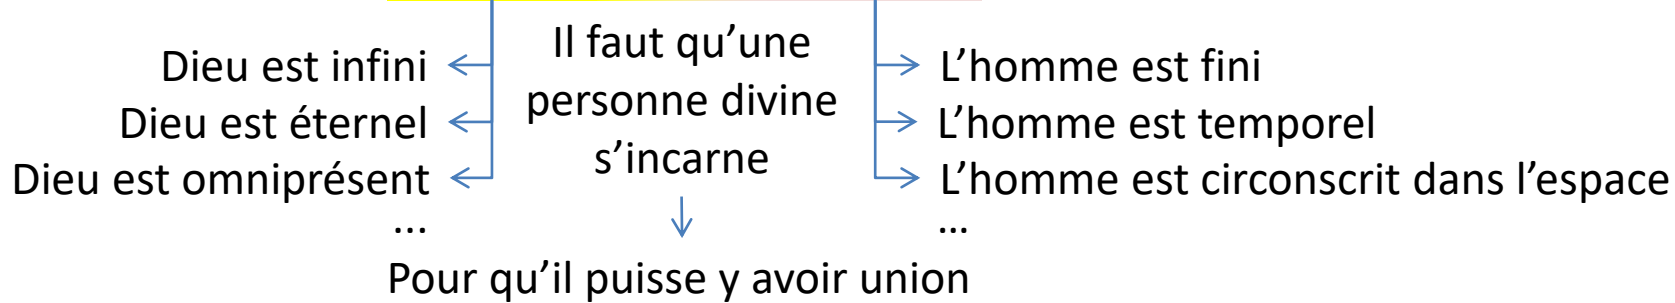 Dieu est infini
Dieu est éternel
Dieu est omniprésent
...
Il faut qu’une
personne divine
s’incarne
L’homme est fini
L’homme est temporel
L’homme est circonscrit dans l’espace
...
Pour qu’il puisse y avoir union